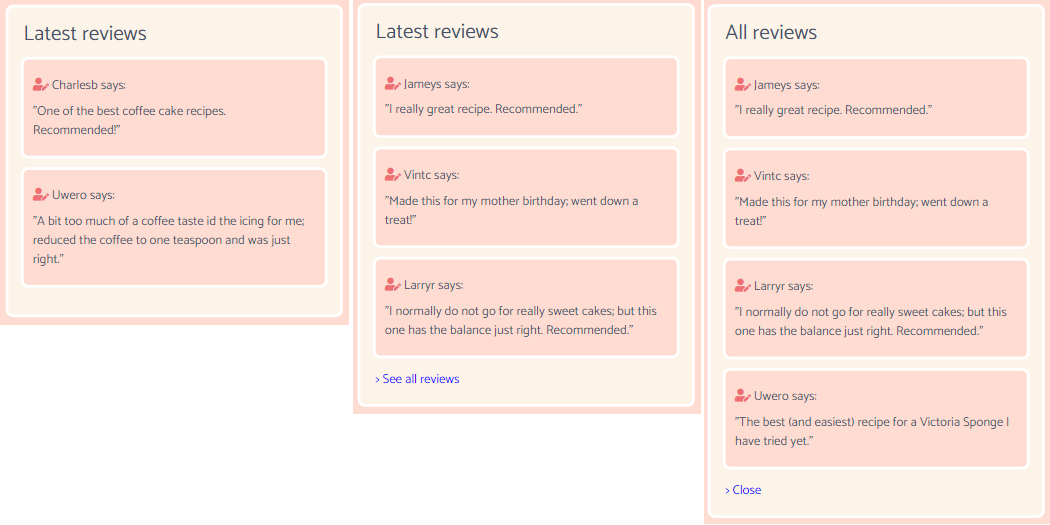 Latest reviews
Charlesb says:
"One of the best coffee cake recipes.
Recommended!"
Uwero says:
"A bit too much of a coffee taste id the icing for me;
reduced the coffee to one teaspoon and was just
right."
Latest reviews
Jameys says:
"I really great recipe. Recommended."
Vintc says:
"Made this for my mother birthday; went down a
treat!"
Larryr says:
"I normally do not go for really sweet cakes; but this
one has the balance just right. Recommended."
> See all reviews
All reviews
Jameys says:
"I really great recipe. Recommended."
Vintc says:
"Made this for my mother birthday; went down a
treat!"
Larryr says:
"I normally do not go for really sweet cakes; but this
one has the balance just right. Recommended."
Uwero says:
"The best (and easiest) recipe for a Victoria Sponge I
have tried yet."
> Close